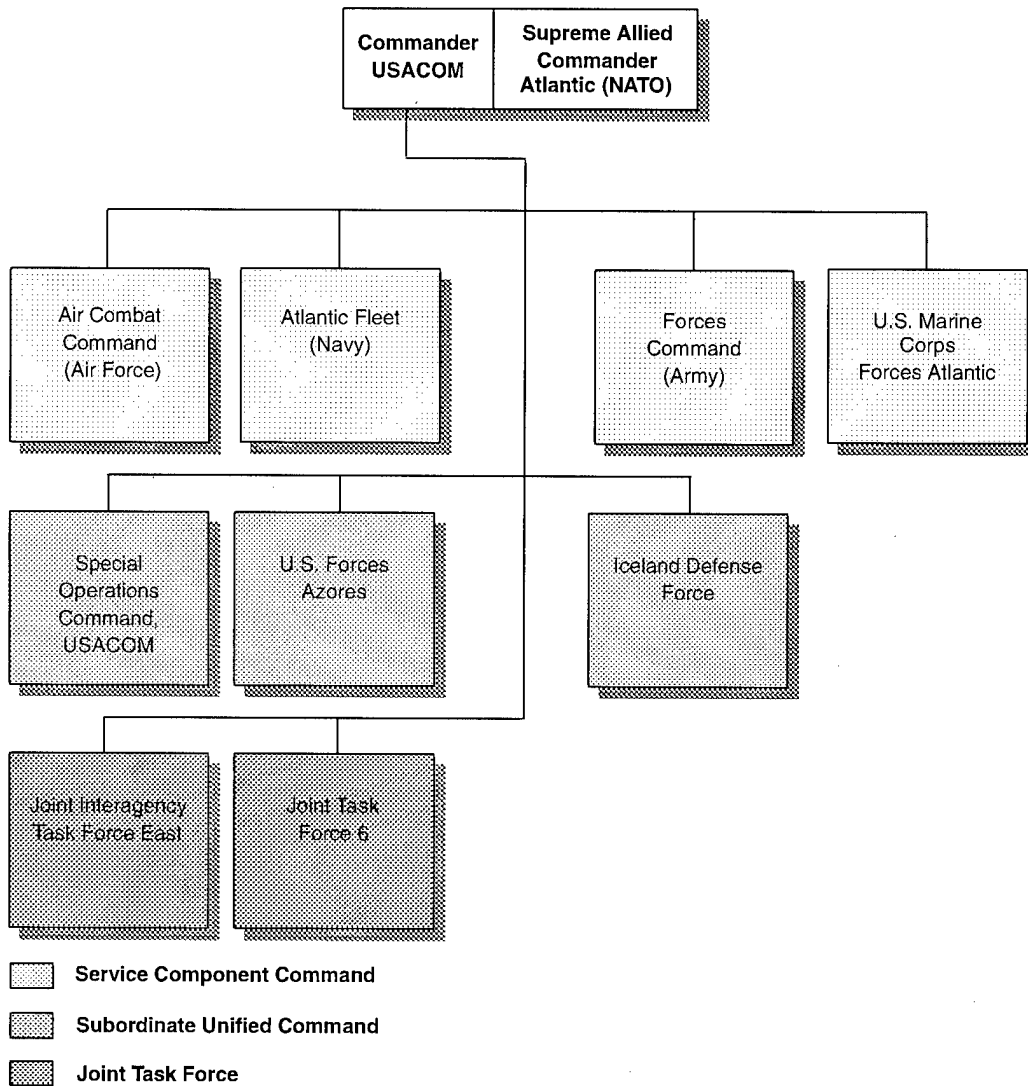 Commander
USACOM
Supreme Allied
Commander
Atlantic (NATO)
Air Combat
Command
(Air Force)
Atlantic Fleet
(Navy)
Forces
Command
(Army)
U.S. Marine
Corps
Forces Atlantic
Special
Operations
Command,
USACOM
U.S. Forces
Azores
Iceland Defense
Force
Joint Interagency
Task Force East
Joint Task
Force 6
Service Component Command
Subordinate Unified Command
Joint Task Force